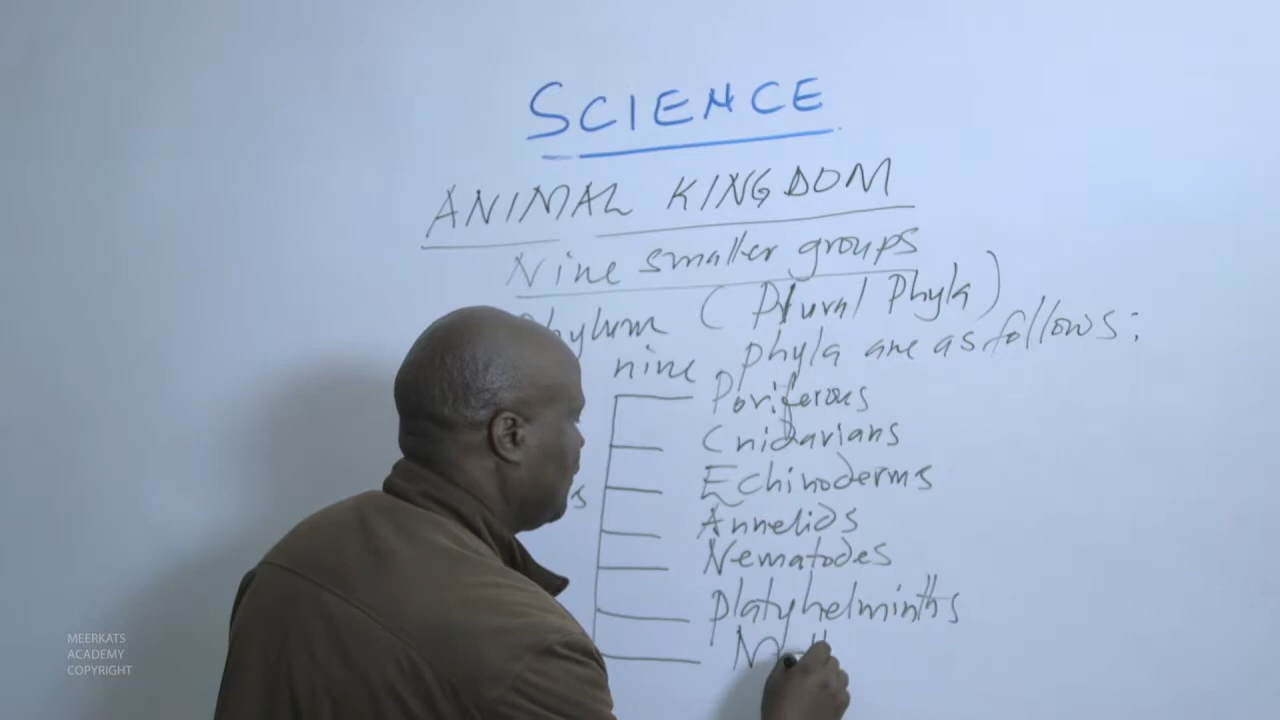 SCIENCE
ANIMAL KINGDOM
Nine smaller groups
Phylum (Plural Phyla)
nine phyla are as follows:
Poriferous
Cnidarians
Echinoderms
Annelids
Nematodes
Platyhelminths
MEERKATS
ACADEMY
COPYRIGHT